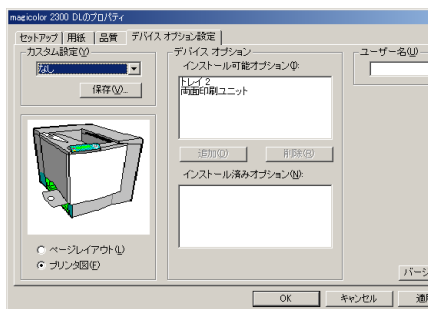 magicolor 2300 DLのプロパティ
セットアップ 用紙 品質 デバイス オプション設定
カスタム設定(Y)
なし
保存(V)...
ページレイアウト(L)
プリンタ図(F)
デバイス オプション
インストール可能オプション(I):
トレイ 2
両面印刷ユニット
追加(D) 削除(R)
インストール済みオプション(N):
ユーザー名(U)
バージ
OK キャンセル 適用